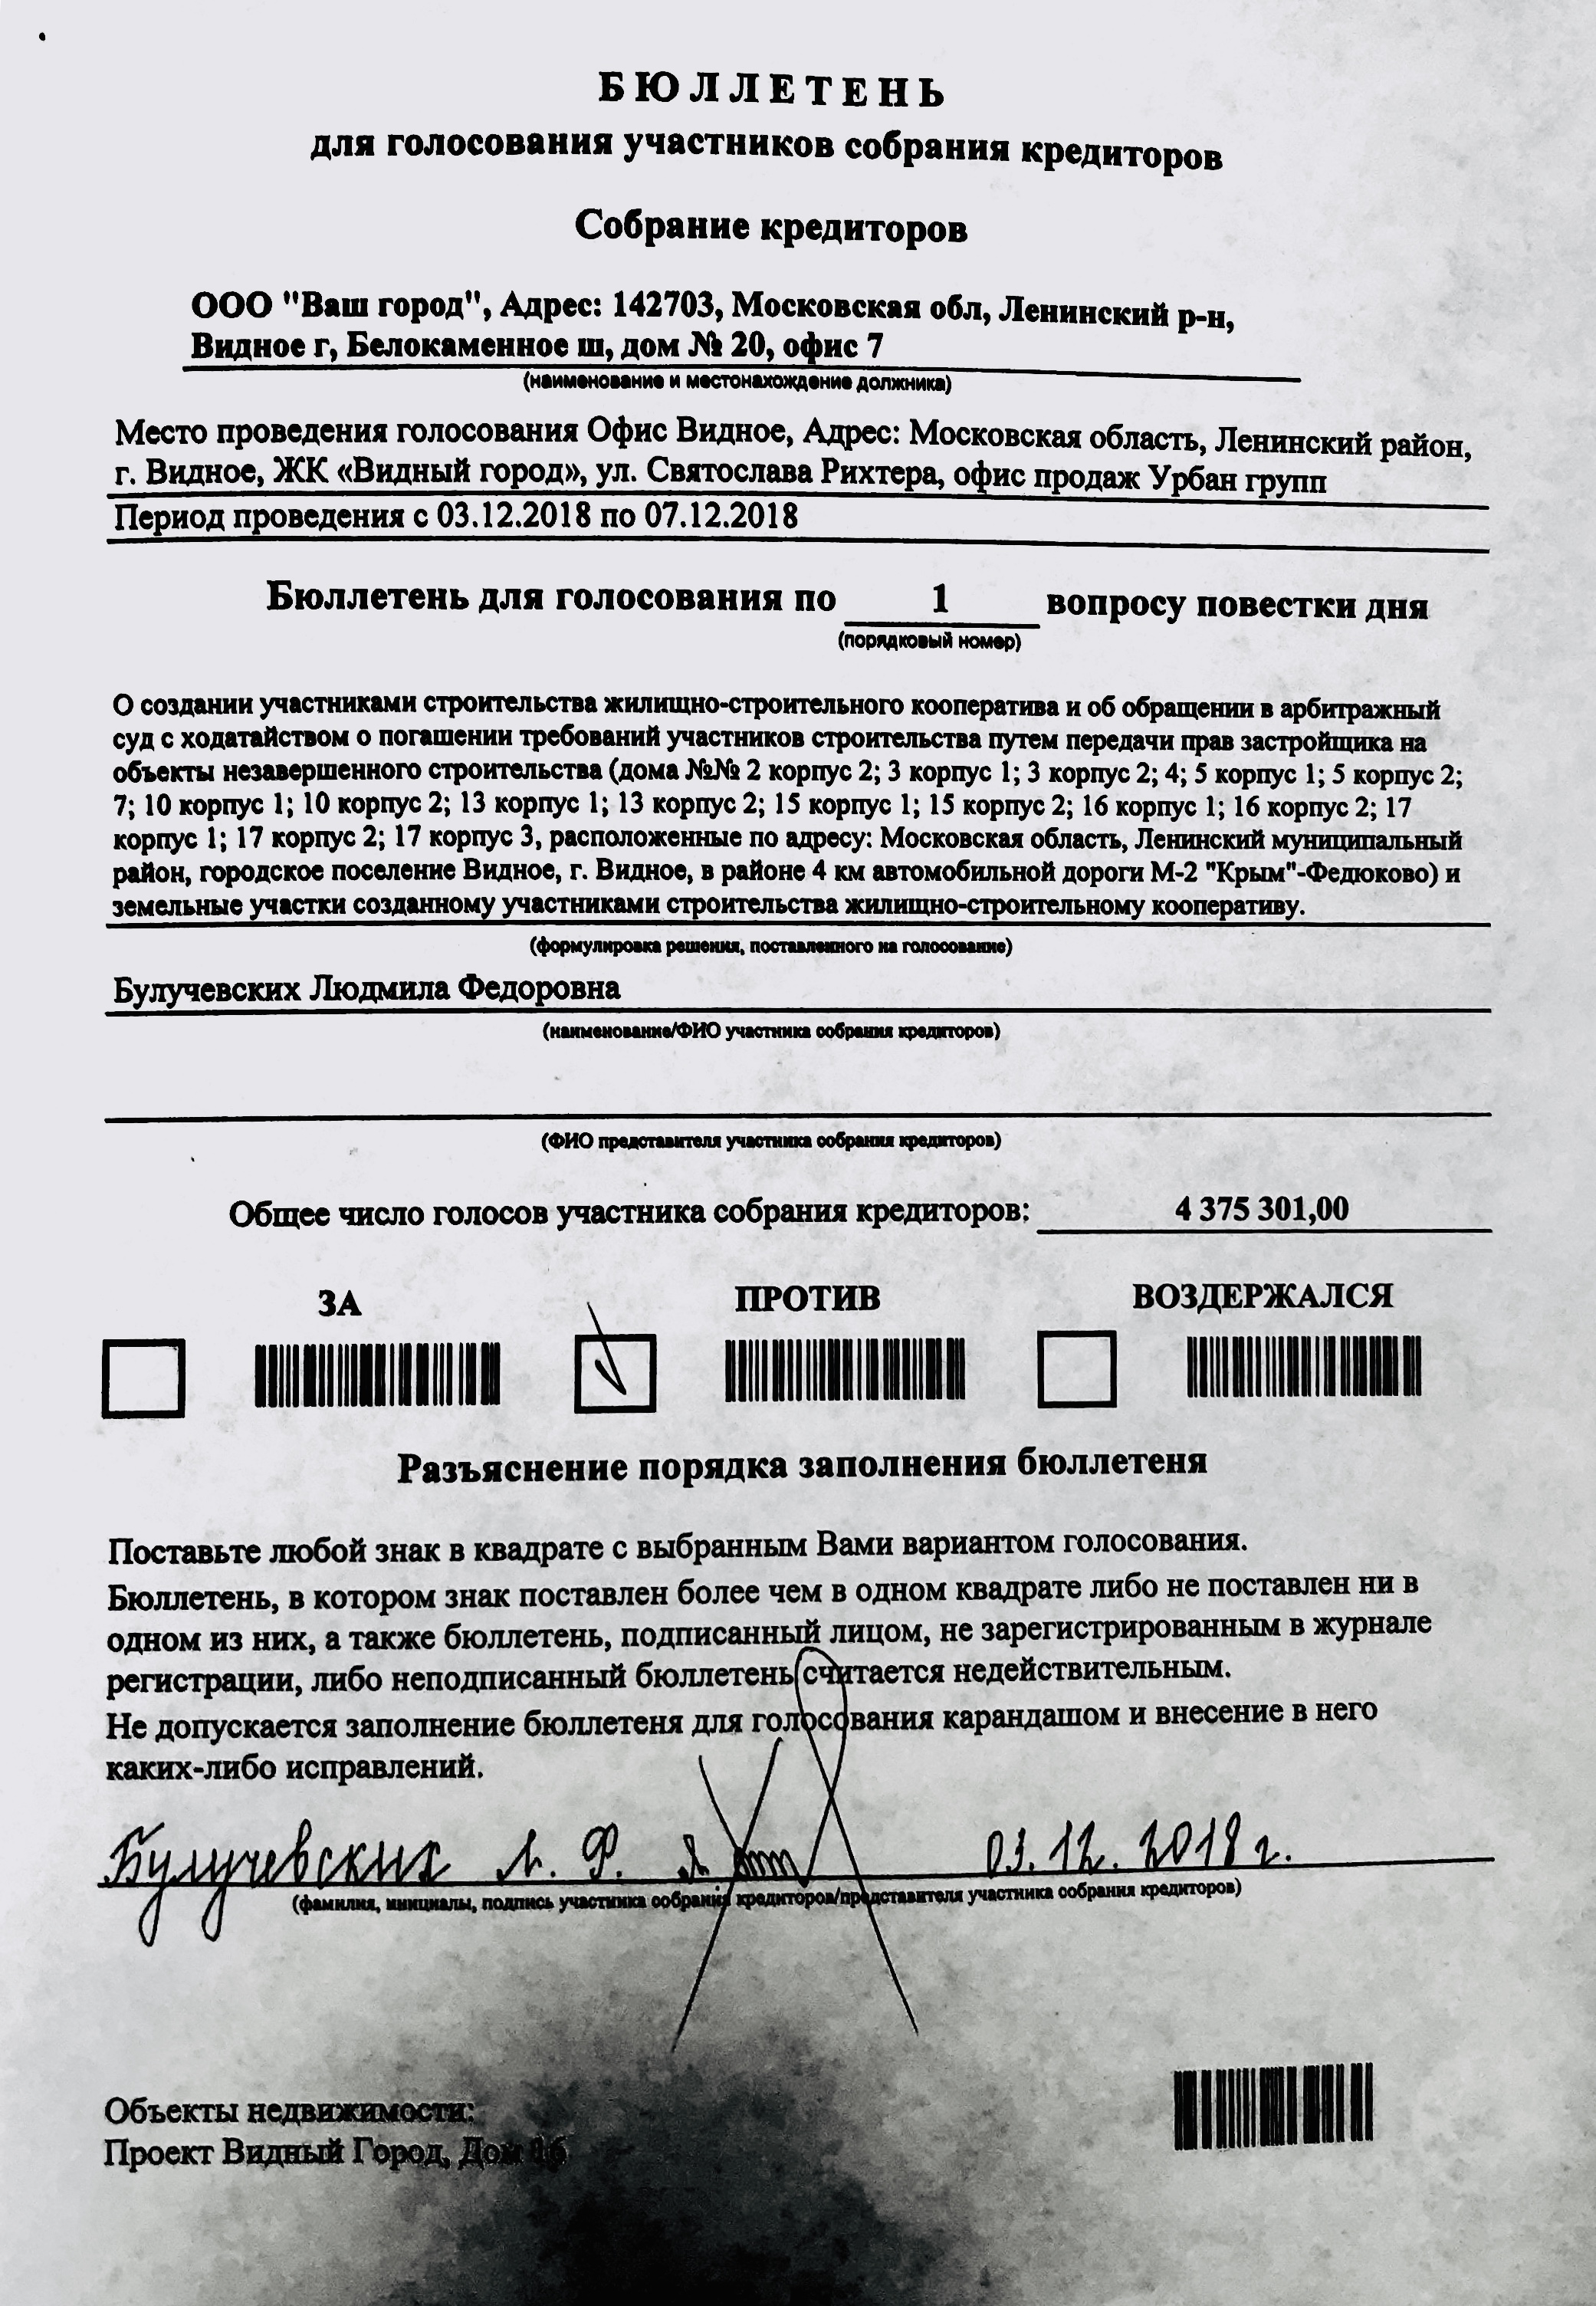 БЮЛЛЕТЕНЬ
для голосования участников собрания кредиторов
Собрание кредиторов
ООО "Ваш город", Адрес: 142703, Московская обл, Ленинский р-н,
Видное г, Белокаменное ш, дом № 20, офис 7
(наименование и местонахождение должника)
Место проведения голосования Офис Видное, Адрес: Московская область, Ленинский район,
г. Видное, ЖК «Видный город», ул. Святослава Рихтера, офис продаж Урбан групп
Период проведения с 03.12.2018 по 07.12.2018
Бюллетень для голосования по 1 вопросу повестки дня
(порядковый номер)
О создании участниками строительства жилищно-строительного кооператива и об обращении в арбитражный
суд с ходатайством о погашении требований участников строительства путем передачи прав застройщика на
объекты незавершенного строительства (дома №№ 2 корпус 2; 3 корпус 1; 3 корпус 2; 4; 5 корпус 1; 5 корпус 2;
7; 10 корпус 1; 10 корпус 2; 13 корпус 1; 13 корпус 2; 15 корпус 1; 15 корпус 2; 16 корпус 1; 16 корпус 2; 17
корпус 1; 17 корпус 2; 17 корпус 3, расположенные по адресу: Московская область, Ленинский муниципальный
район, городское поселение Видное, г. Видное, в районе 4 км автомобильной дороги М-2 "Крым"-Федюково) и
земельные участки созданному участниками строительства жилищно-строительному кооперативу.
(формулировка решения, поставленного на голосование)
Булучевских Людмила Федоровна
(наименование/ФИО участника собрания кредиторов)
(ФИО представителя участника собрания кредиторов)
Общее число голосов участника собрания кредиторов: 4 375 301,00
ЗА ПРОТИВ ВОЗДЕРЖАЛСЯ
Разъяснение порядка заполнения бюллетеня
Поставьте любой знак в квадрате с выбранным Вами вариантом голосования.
Бюллетень, в котором знак поставлен более чем в одном квадрате либо не поставлен ни в
одном из них, а также бюллетень, подписанный лицом, не зарегистрированным в журнале
регистрации, либо неподписанный бюллетень считается недействительным.
Не допускается заполнение бюллетеня для голосования карандашом и внесение в него
каких-либо исправлений.
Булучевских Л. Ф. 03.12.2018 г.
(фамилия, инициалы, подпись участника собрания кредиторов/представителя участника собрания кредиторов)
Объекты недвижимости:
Проект Видный Город, Дом 16